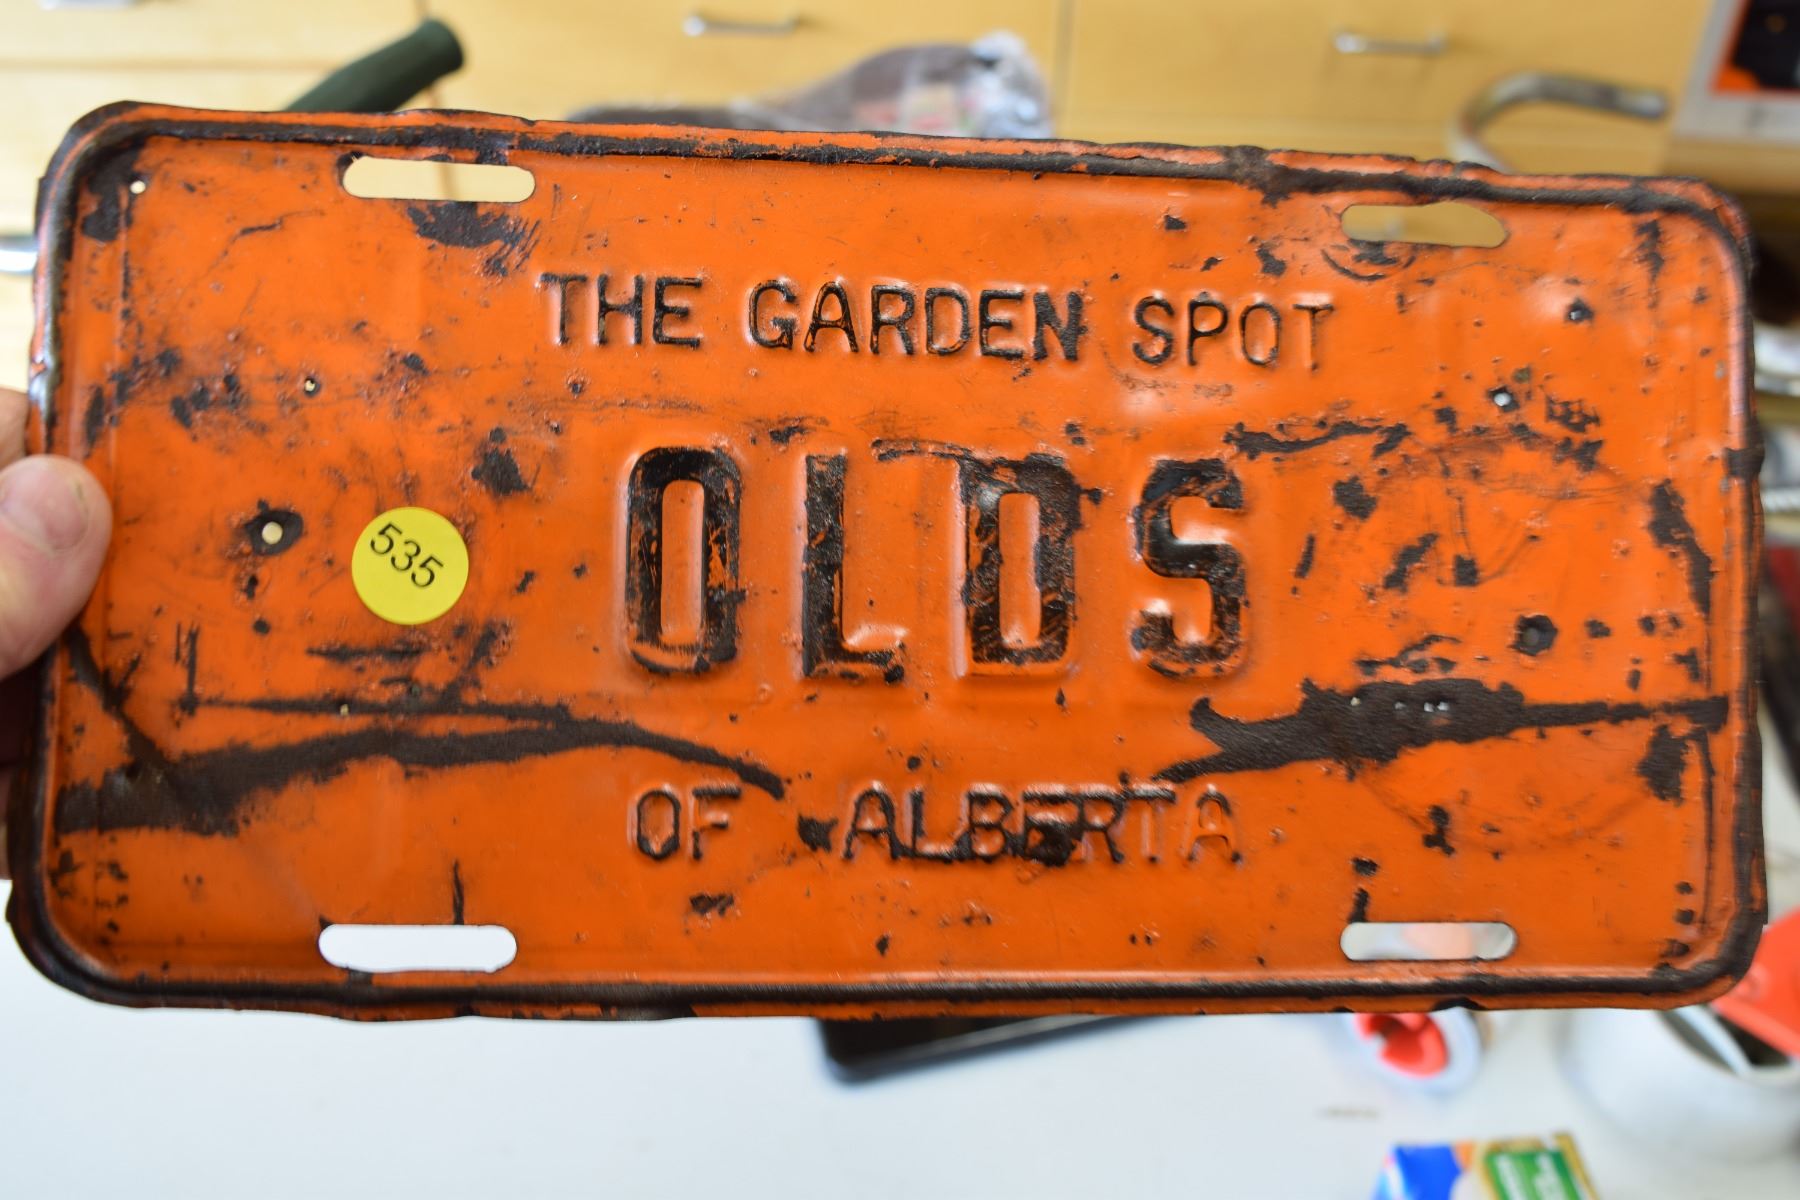 THE GARDEN SPOT
OLDS
535
OF ALBERTA